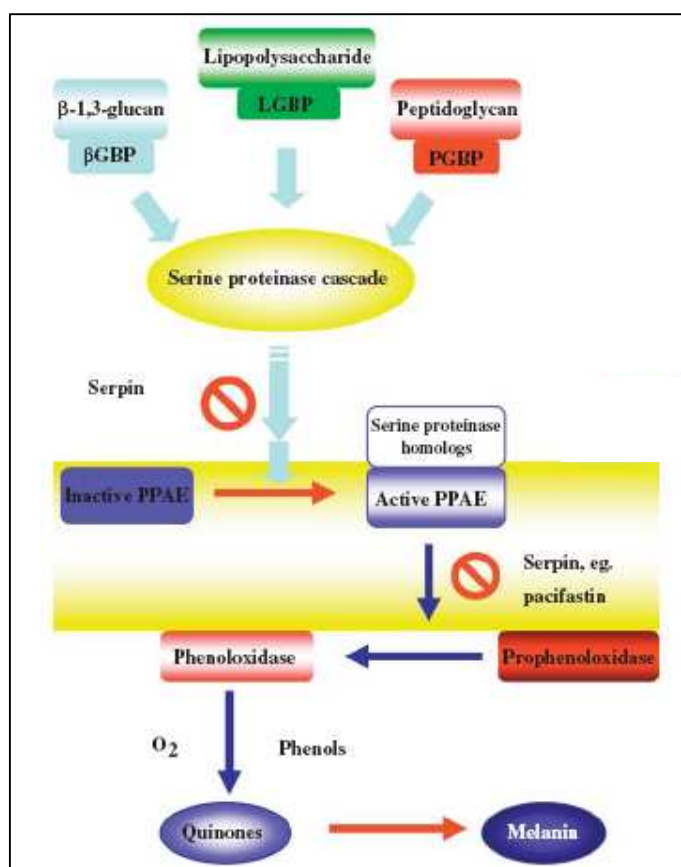 Lipopolysaccharide
LGBP
β-1,3-glucan
βGBP
Peptidoglycan
PGBP
Serine proteinase cascade
Serpin
Serine proteinase
homologs
Inactive PPAE
Active PPAE
Serpin, eg.
pacifastin
Phenoloxidase
Prophenoloxidase
O2
Phenols
Quinones
Melanin